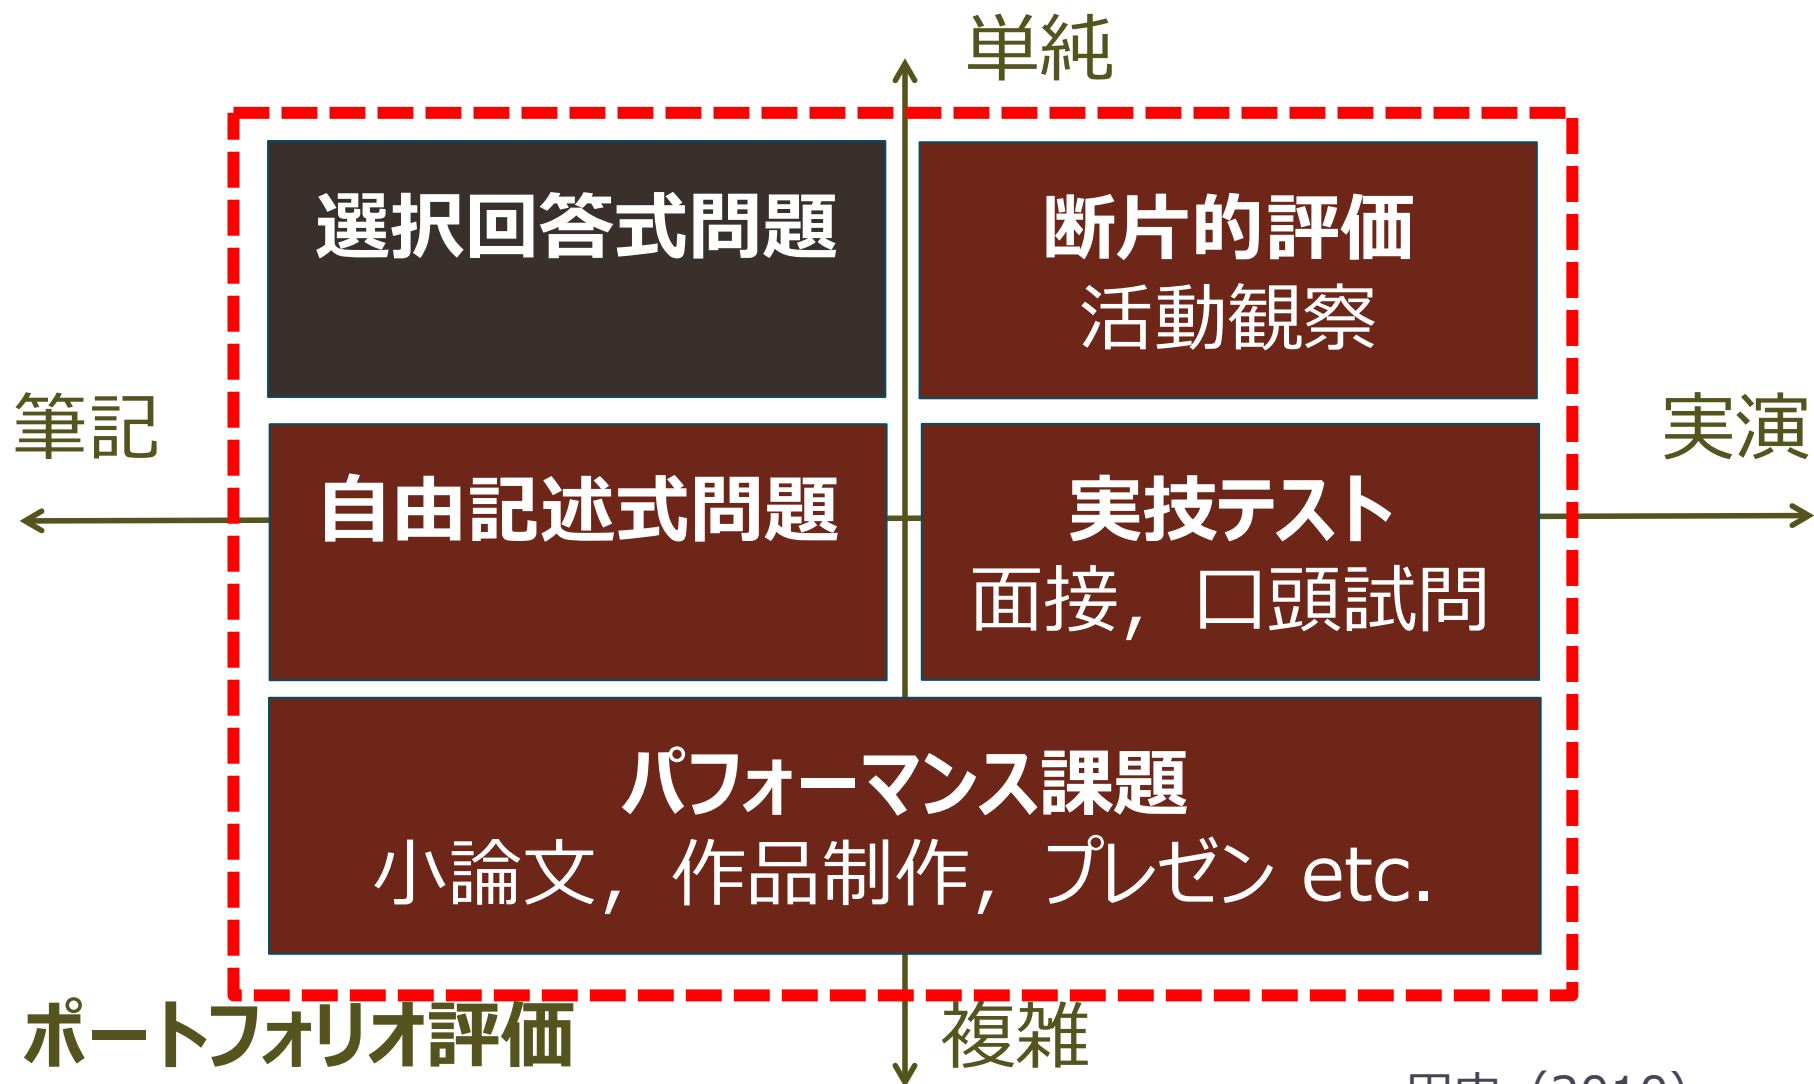 単純
選択回答式問題
断片的評価
活動観察
筆記
実演
自由記述式問題
実技テスト
面接，口頭試問
パフォーマンス課題
小論文，作品制作，プレゼン etc.
ポートフォリオ評価
複雑
(2010)